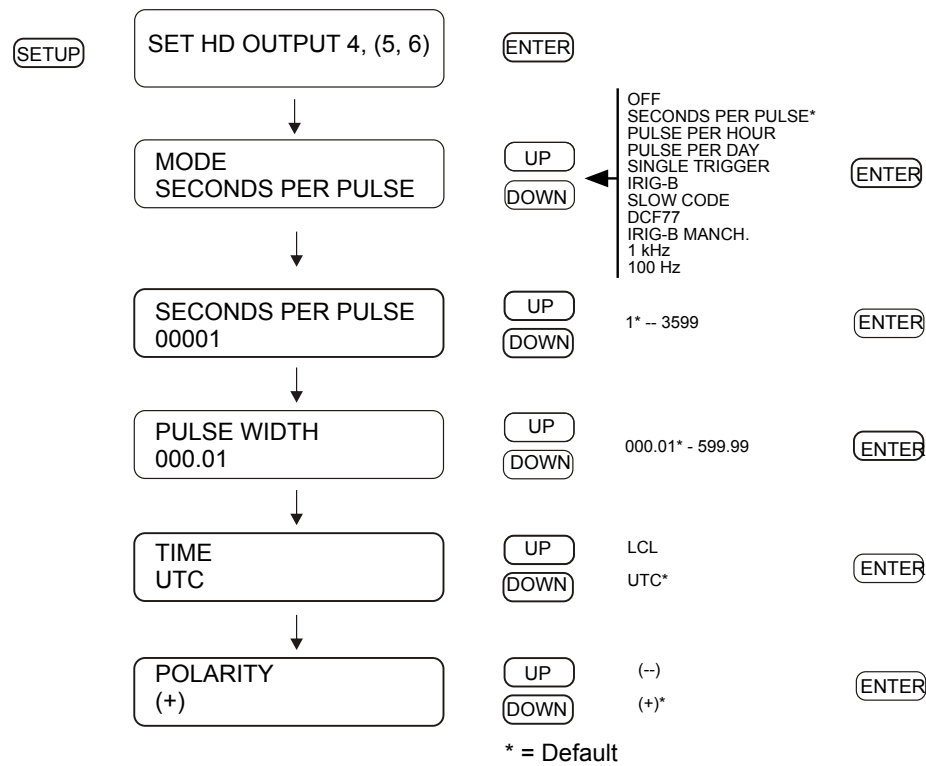 SETUP
SET HD OUTPUT 4, (5, 6)
ENTER
MODE
SECONDS PER PULSE
UP
DOWN
OFF
SECONDS PER PULSE*
PULSE PER HOUR
PULSE PER DAY
SINGLE TRIGGER
IRIG-B
SLOW CODE
DCF77
IRIG-B MANCH.
1 kHz
100 Hz
ENTER
SECONDS PER PULSE
00001
UP
DOWN
1* -- 3599
ENTER
PULSE WIDTH
000.01
UP
DOWN
000.01* - 599.99
ENTER
TIME
UTC
UP
DOWN
LCL
UTC*
ENTER
POLARITY
(+)
UP
DOWN
(--)
(+)*
ENTER
* = Default